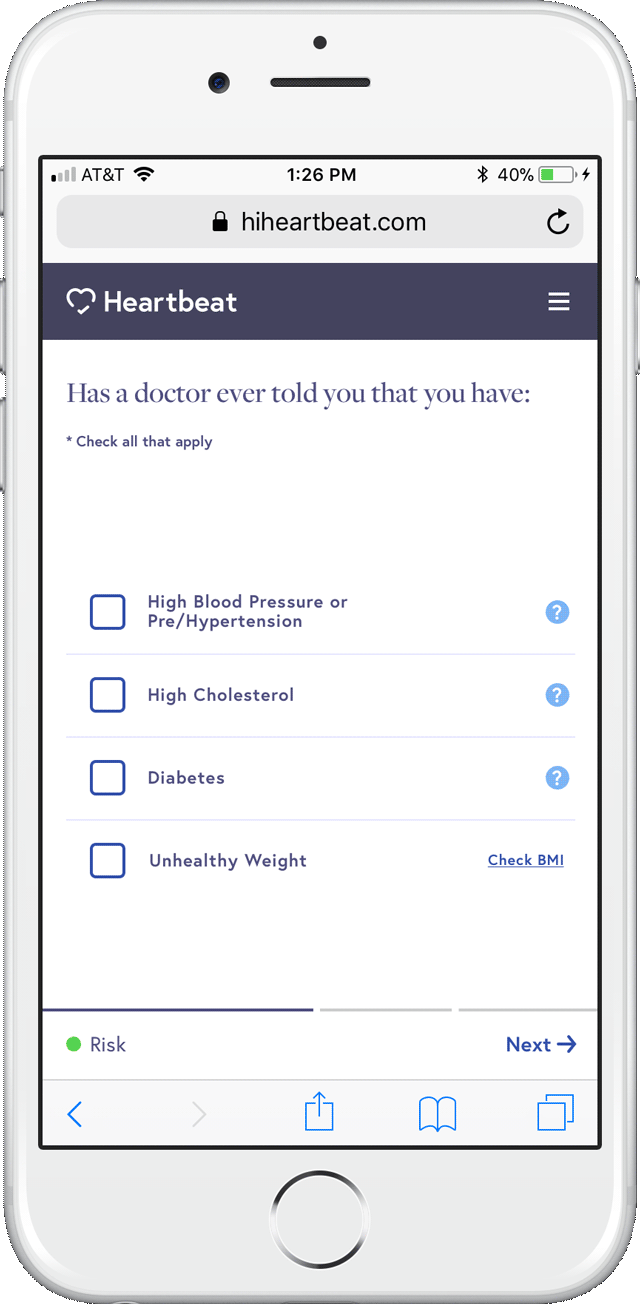 AT&T 1:26 PM 40%
hiheartbeat.com
Heartbeat
Has a doctor ever told you that you have:
* Check all that apply
High Blood Pressure or
Pre/Hypertension
?
High Cholesterol ?
Diabetes ?
Unhealthy Weight Check BMI
Risk Next